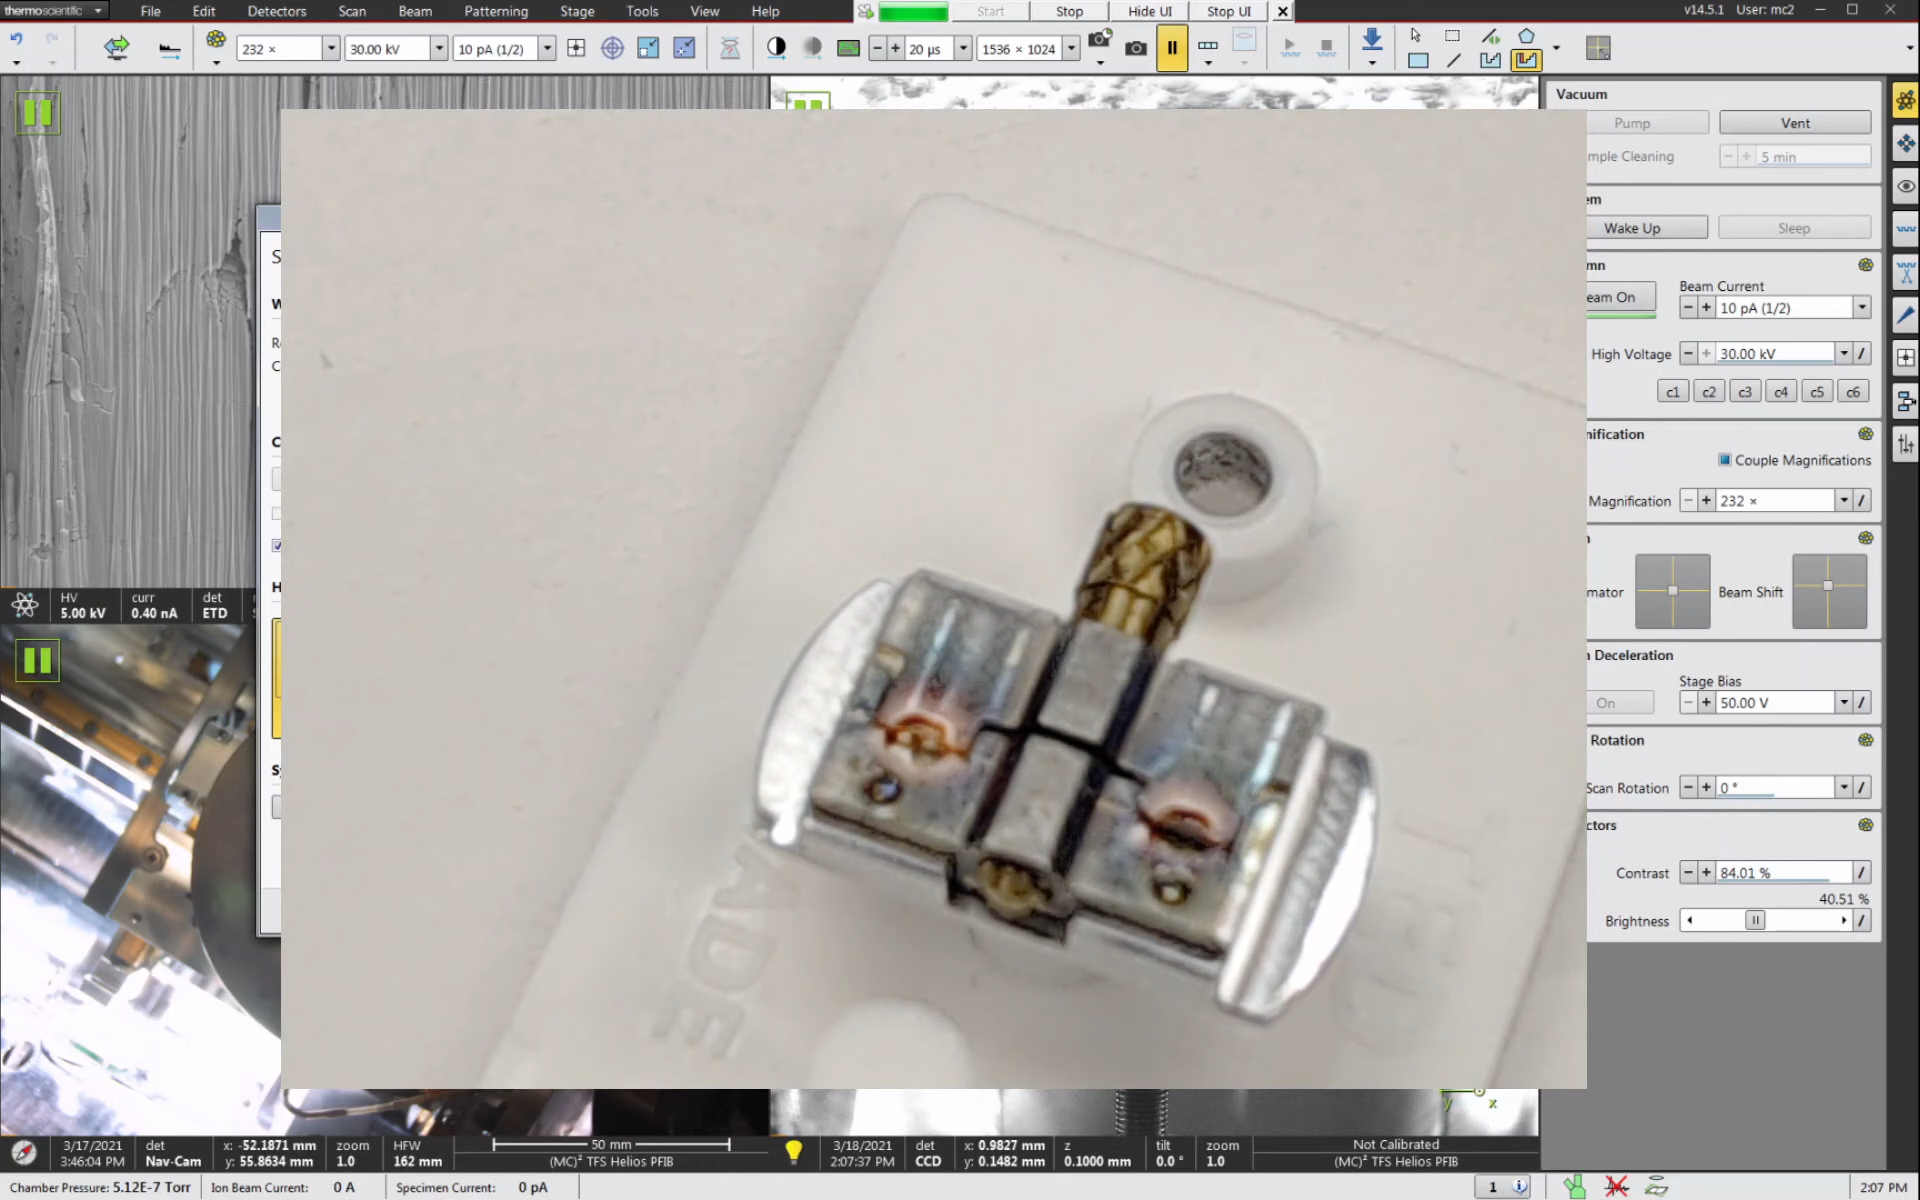 thermoscientific
File Edit Detectors Scan Beam Patterning Stage Tools View Help
Start Stop Hide UI Stop UI
v14.5.1 User: mc2
232 × 30.00 kV 10 pA (1/2) 20 µs 1536 × 1024
Vacuum
Pump Vent
mple Cleaning 5 min
em
Wake Up Sleep
mn
eam On
Beam Current
10 pA (1/2)
High Voltage 30.00 kV
c1 c2 c3 c4 c5 c6
nification
Couple Magnifications
Magnification 232 ×
mator Beam Shift
Deceleration
Stage Bias
On 50.00 V
Rotation
Scan Rotation 0 °
ctors
Contrast 84.01 %
40.51 %
Brightness
HV curr det
5.00 kV 0.40 nA ETD
ADE
y x
3/17/2021 det x: -52.1871 mm zoom HFW 50 mm
3:46:04 PM Nav-Cam y: 55.8634 mm 1.0 162 mm (MC)² TFS Helios PFIB
3/18/2021 det x: 0.9827 mm z tilt zoom Not Calibrated
2:07:37 PM CCD y: 0.1482 mm 0.1000 mm 0.0 ° 1.0 (MC)² TFS Helios PFIB
Chamber Pressure: 5.12E-7 Torr Ion Beam Current: 0 A Specimen Current: 0 pA 1 2:07 PM